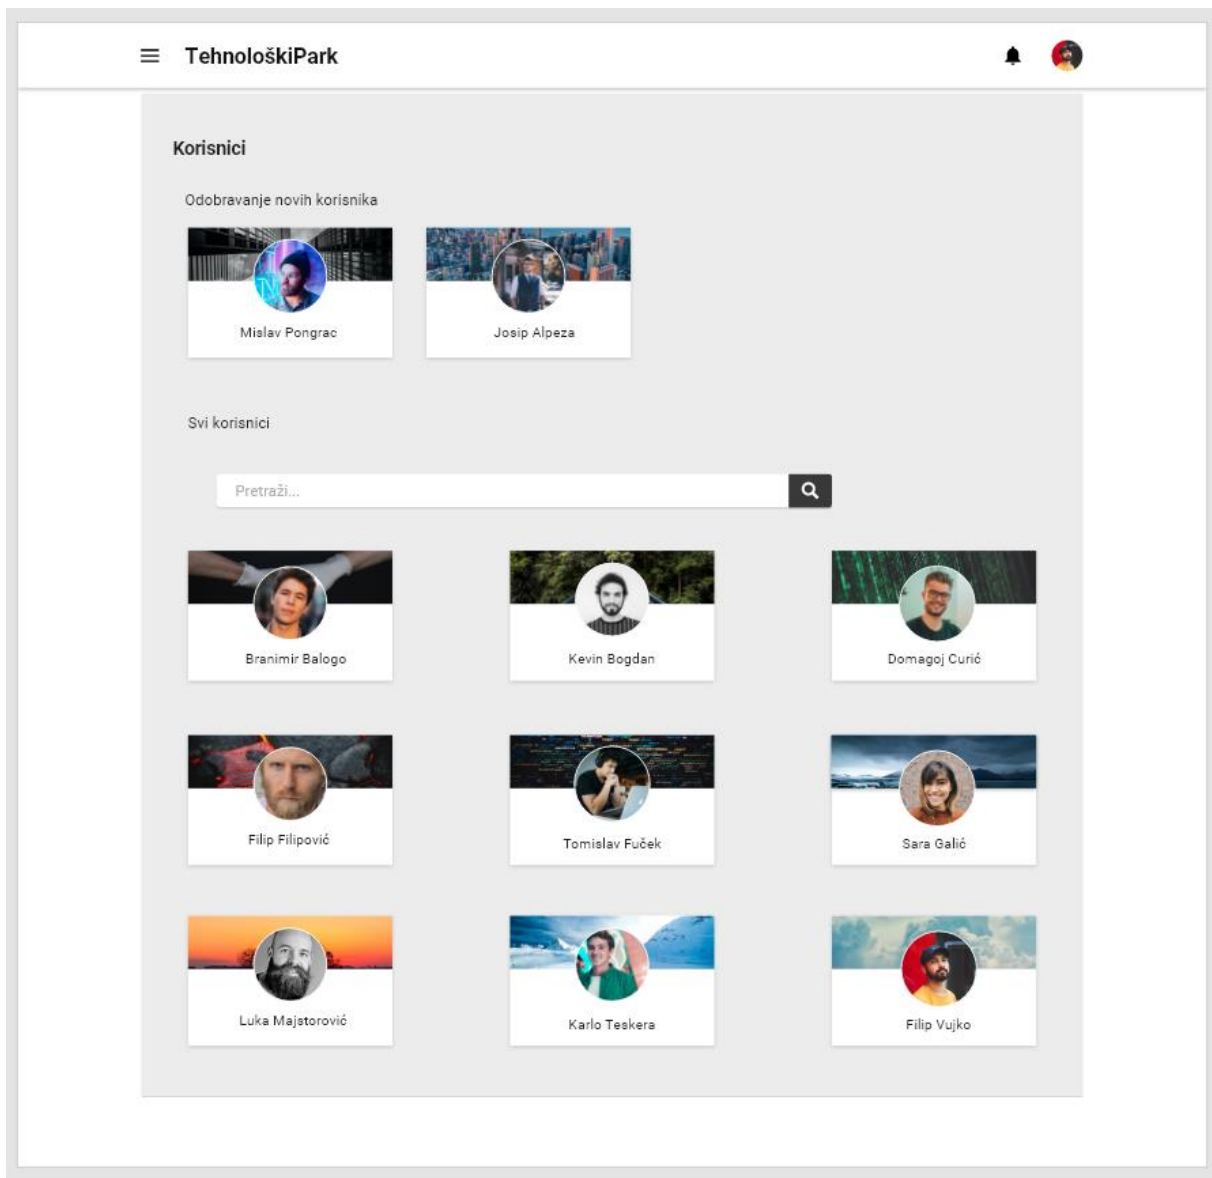 TehnološkiPark
Korisnici
Odobravanje novih korisnika
Mislav Pongrac
Josip Alpeza
Svi korisnici
Pretraži...
Branimir Balogo
Kevin Bogdan
Domagoj Curić
Filip Filipović
Tomislav Fuček
Sara Galić
Luka Majstorović
Karlo Teskera
Filip Vujko